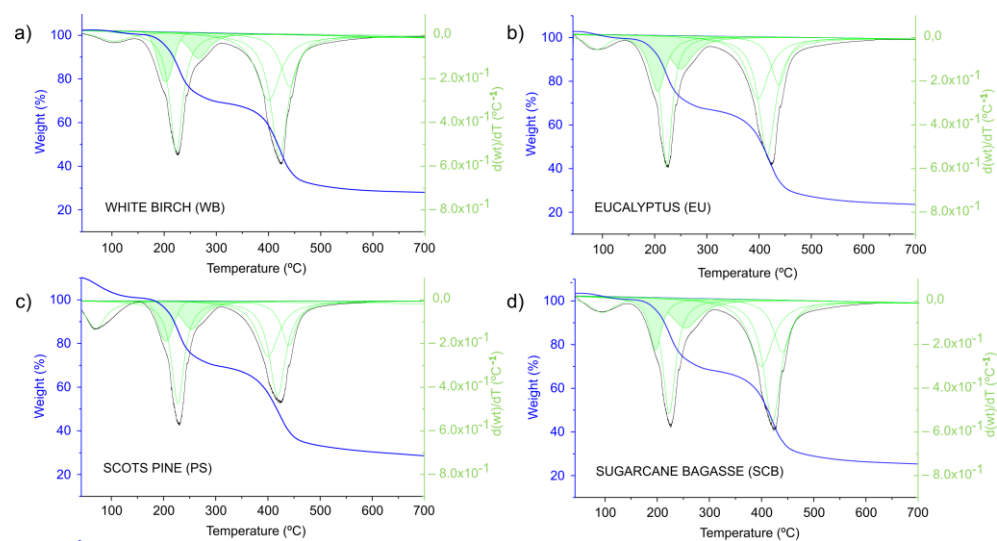 a)
100
80
60
40
20
Weight (%)
WHITE BIRCH (WB)
100 200 300 400 500 600 700
Temperature (ºC)
0,0
– 2.0x10⁻¹
– 4.0x10⁻¹
– 6.0x10⁻¹
– 8.0x10⁻¹
d(wt)/dT (ºC⁻¹)
b)
100
80
60
40
20
Weight (%)
EUCALYPTUS (EU)
100 200 300 400 500 600 700
Temperature (ºC)
0,0
– 2.0x10⁻¹
– 4.0x10⁻¹
– 6.0x10⁻¹
– 8.0x10⁻¹
d(wt)/dT (ºC⁻¹)
c)
100
80
60
40
20
Weight (%)
SCOTS PINE (PS)
100 200 300 400 500 600 700
Temperature (ºC)
0,0
– 2.0x10⁻¹
– 4.0x10⁻¹
– 6.0x10⁻¹
– 8.0x10⁻¹
d(wt)/dT (ºC⁻¹)
d)
100
80
60
40
20
Weight (%)
SUGARCANE BAGASSE (SCB)
100 200 300 400 500 600 700
Temperature (ºC)
0,0
– 2.0x10⁻¹
– 4.0x10⁻¹
– 6.0x10⁻¹
– 8.0x10⁻¹
d(wt)/dT (ºC⁻¹)